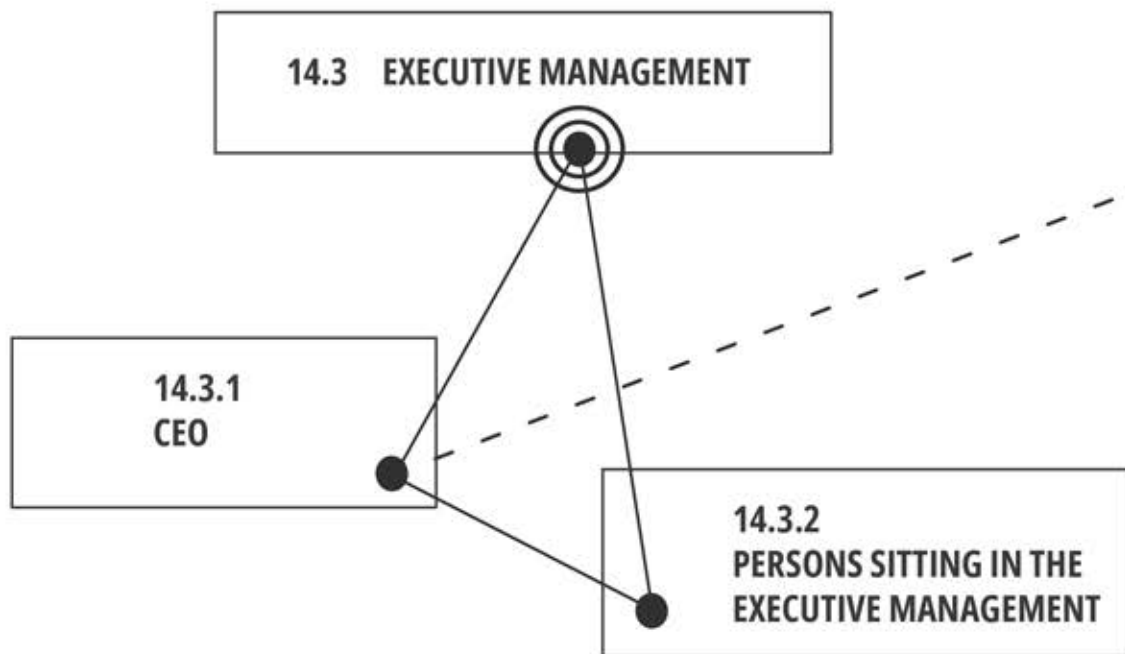 14.3 EXECUTIVE MANAGEMENT
14.3.1
CEO
14.3.2
PERSONS SITTING IN THE
EXECUTIVE MANAGEMENT